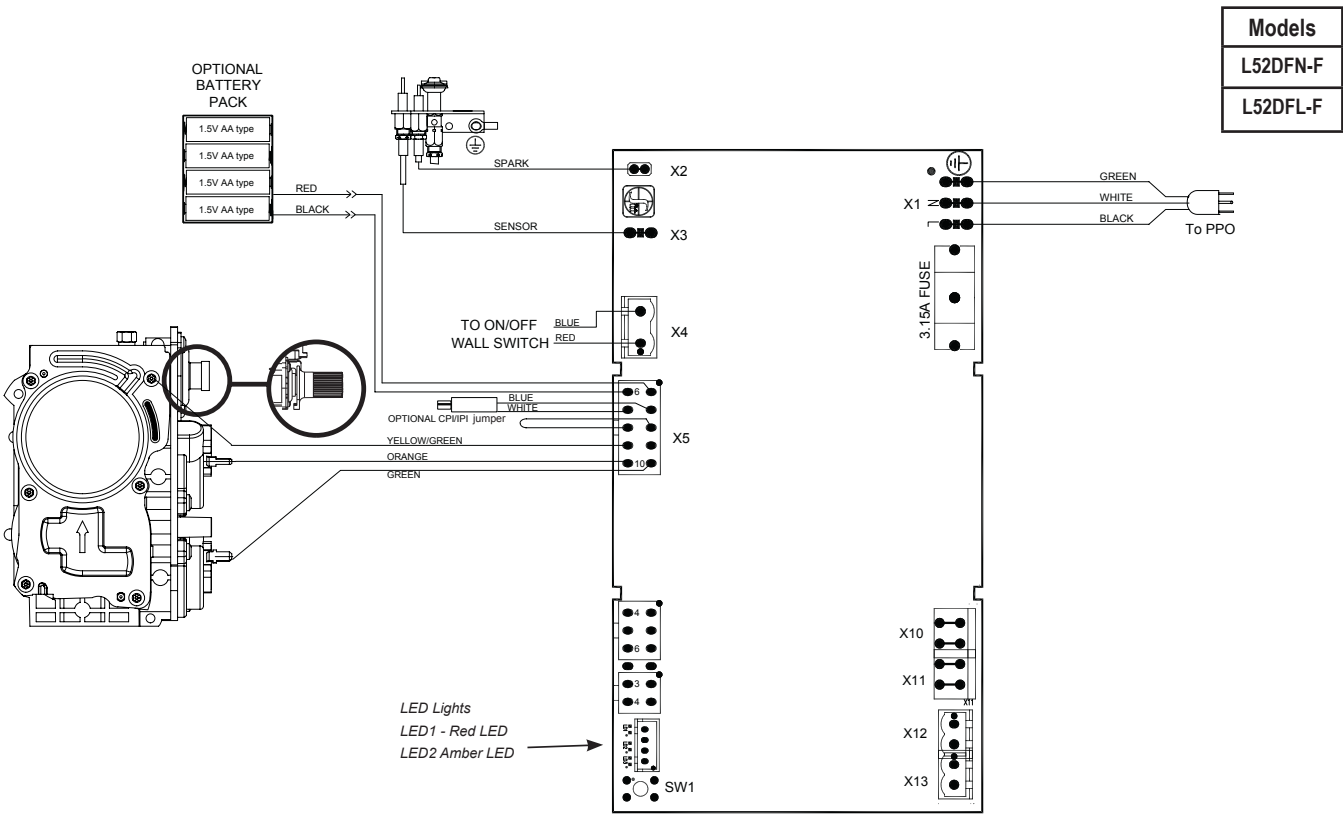 Models
L52DFN-F
L52DFL-F
OPTIONAL
BATTERY
PACK
1.5V AA type
1.5V AA type
1.5V AA type
1.5V AA type
RED
BLACK
SPARK
SENSOR
X2
X3
TO ON/OFF
WALL SWITCH
BLUE
RED
X4
GREEN
WHITE
BLACK
X1
N
L
To PPO
3.15A FUSE
6
BLUE
WHITE
OPTIONAL CPI/IPI jumper
YELLOW/GREEN
ORANGE
GREEN
10
X5
4
6
3
4
LED Lights
LED1 - Red LED
LED2 Amber LED
SW1
X10
X11
X11
X12
X13